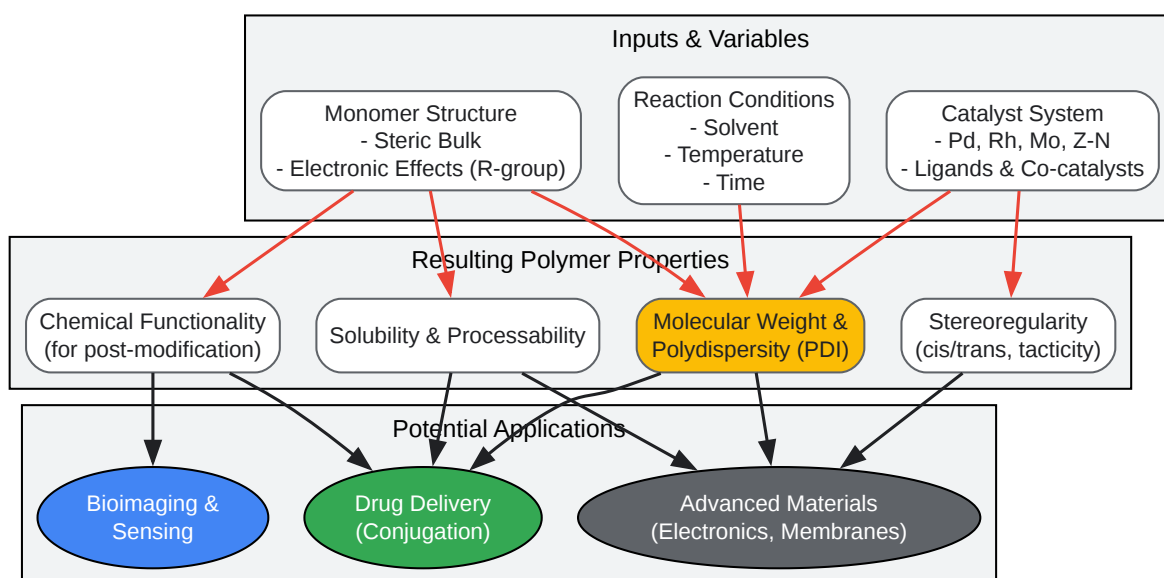 Inputs & Variables
Monomer Structure
- Steric Bulk
- Electronic Effects (R-group)
Reaction Conditions
- Solvent
- Temperature
- Time
Catalyst System
- Pd, Rh, Mo, Z-N
- Ligands & Co-catalysts
Resulting Polymer Properties
Chemical Functionality
(for post-modification)
Solubility & Processability
Molecular Weight &
Polydispersity (PDI)
Stereoregularity
(cis/trans, tacticity)
Potential Applications
Bioimaging &
Sensing
Drug Delivery
(Conjugation)
Advanced Materials
(Electronics, Membranes)